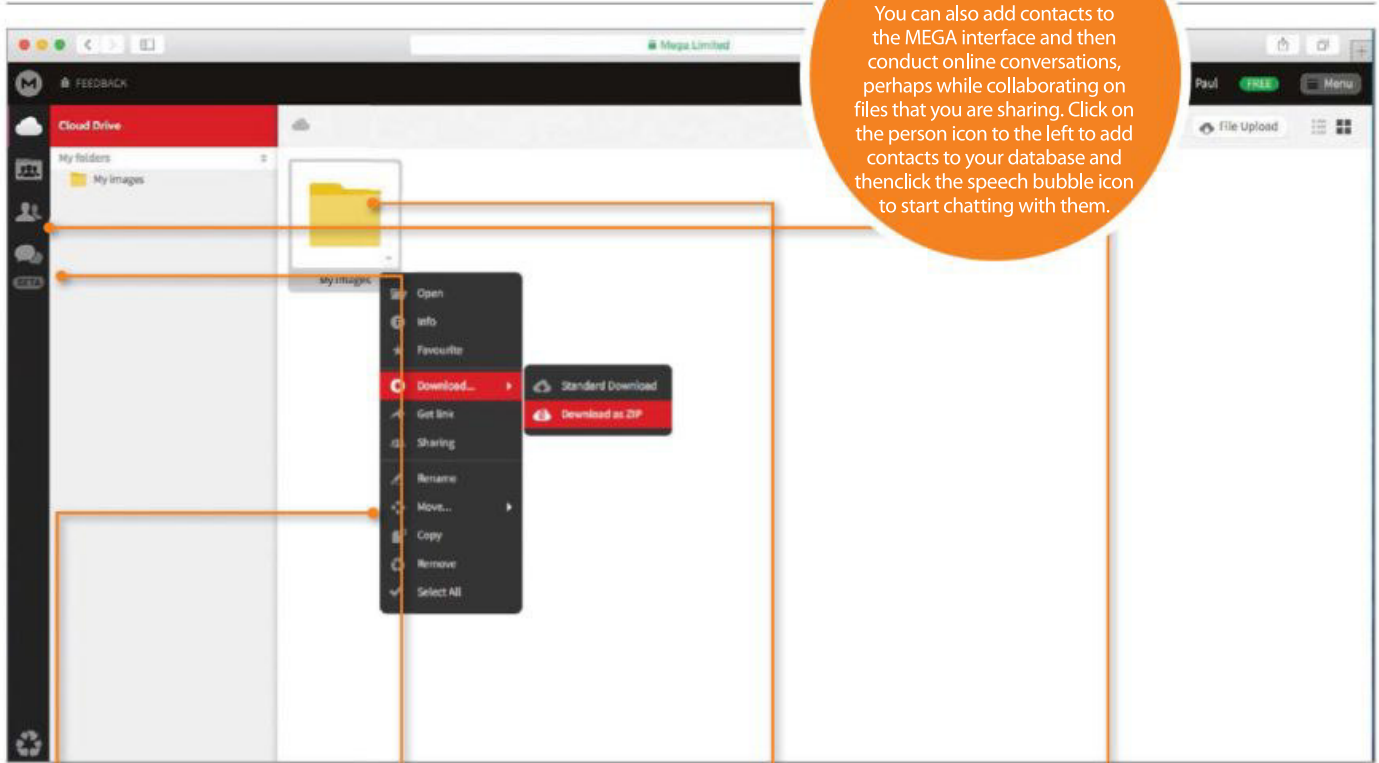 You can also add contacts to
the MEGA interface and then
conduct online conversations,
perhaps while collaborating on
files that you are sharing. Click on
the person icon to the left to add
contacts to your database and
thenclick the speech bubble icon
to start chatting with them.
Mega Limited
FEEDBACK
Paul FREE Menu
Cloud Drive
File Upload
My folders
My images
My images
Open
Info
Favourite
Download...
Standard Download
Get link
Download as ZIP
Sharing
Rename
Move...
Copy
Remove
Select All
BETA